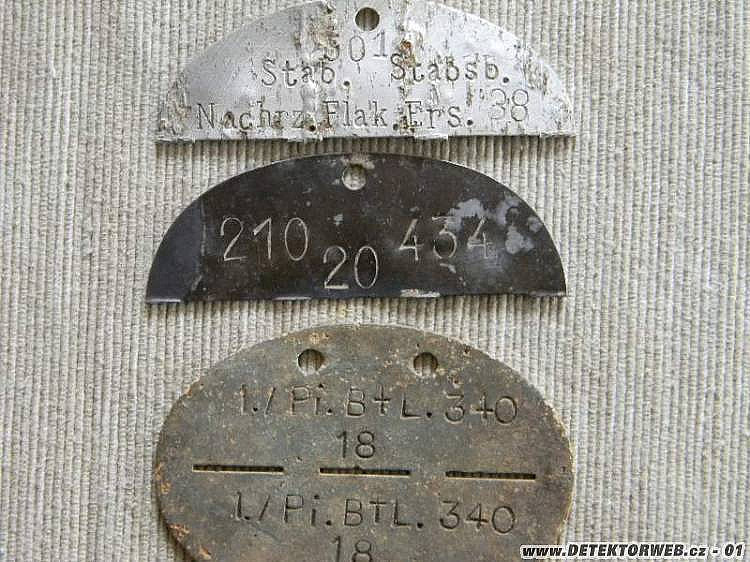 301
Stab. Stabsb.
Nachrz.Flak.Ers. 38
210 434
20
1./Pi.BtL.340
18
1./Pi.BtL.340
18
www.DETEKTORWEB.cz - 01